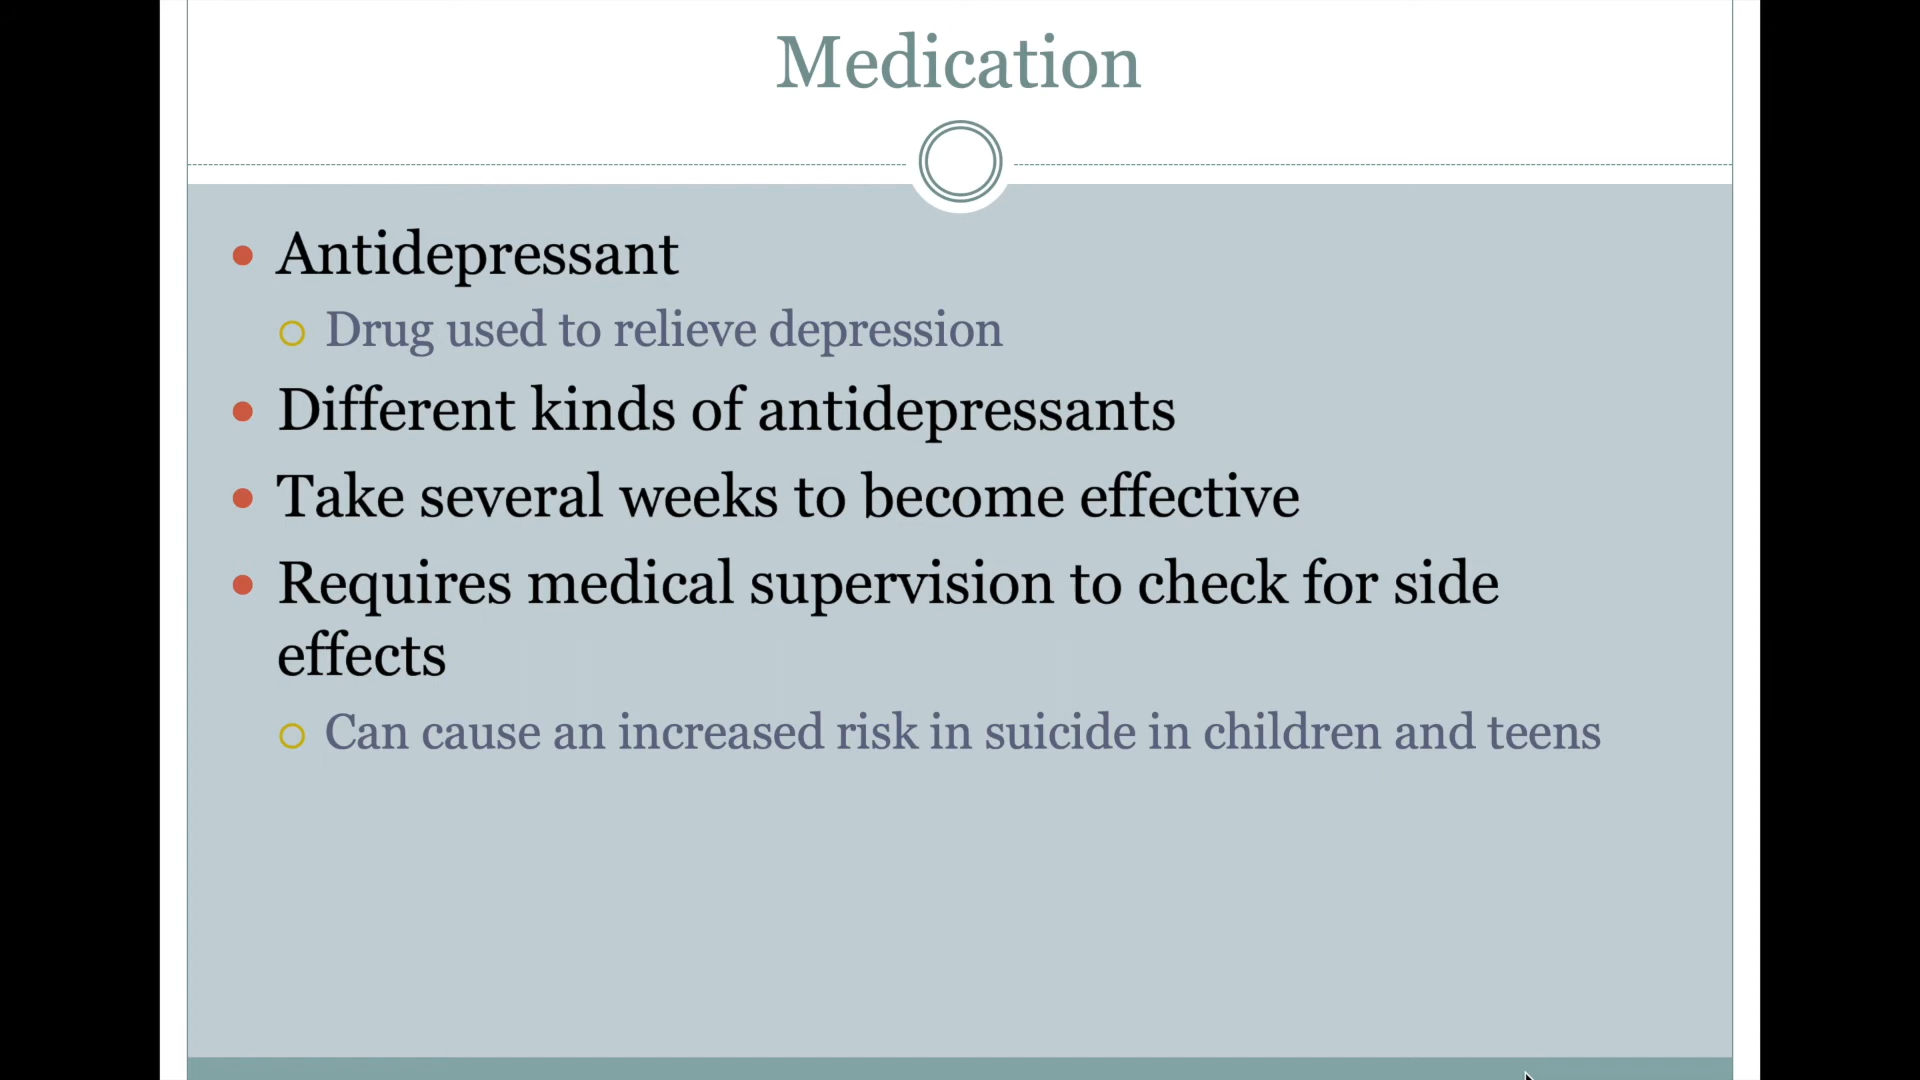 Medication
Antidepressant
Drug used to relieve depression
Different kinds of antidepressants
Take several weeks to become effective
Requires medical supervision to check for side
effects
Can cause an increased risk in suicide in children and teens